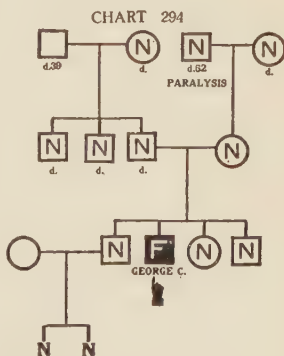 CHART 294
N N N
d.39 d. d.62 d.
PARALYSIS
N N N N
d. d. d.
N F N N
GEORGE C.
N N